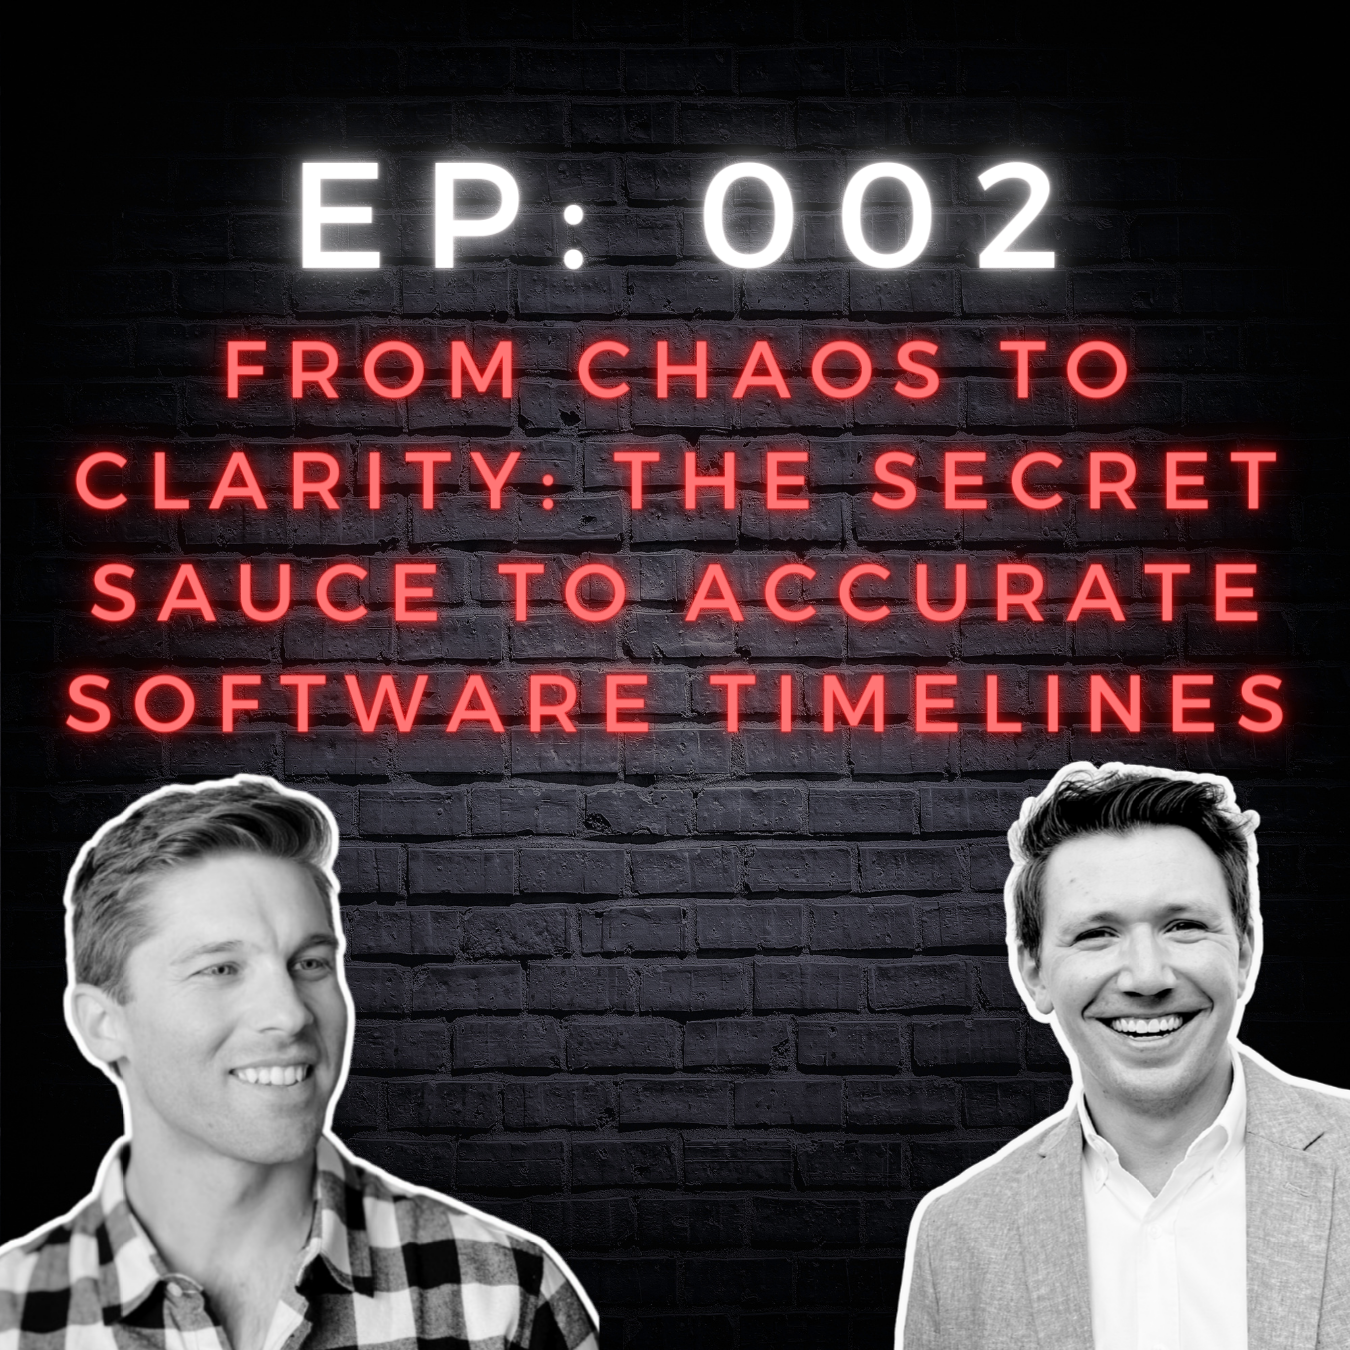 EP: 002
FROM CHAOS TO
CLARITY: THE SECRET
SAUCE TO ACCURATE
SOFTWARE TIMELINES